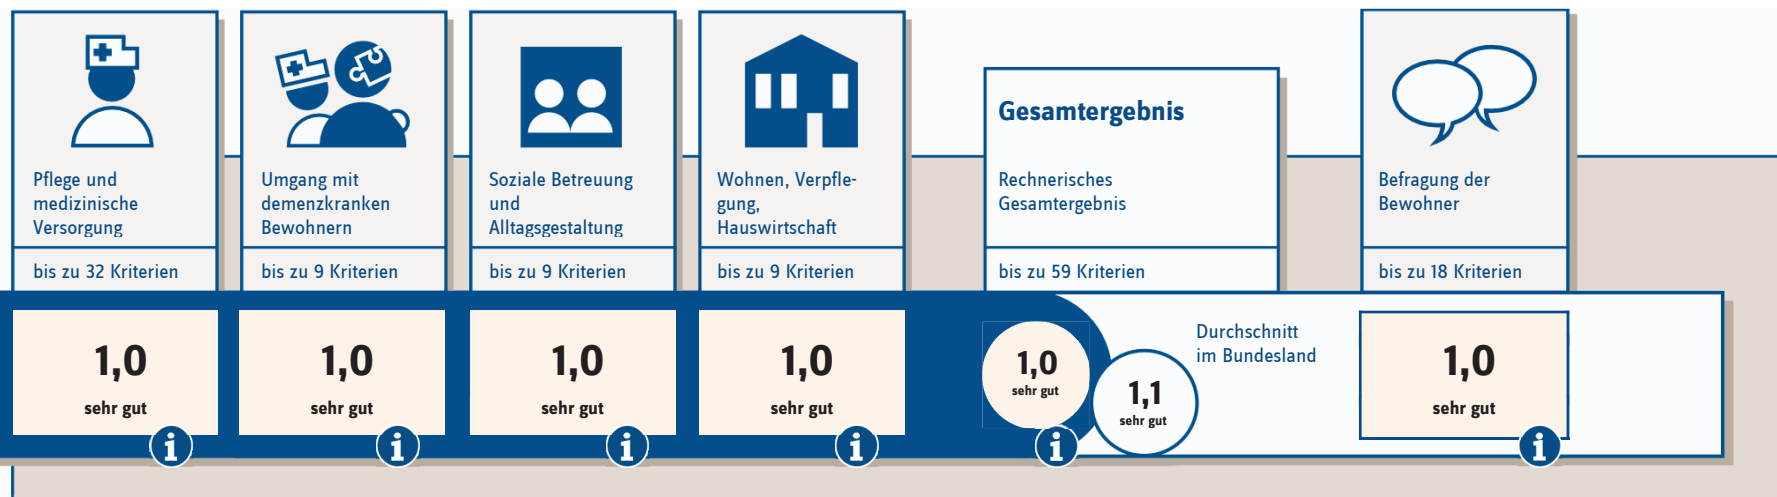 Pflege und
medizinische
Versorgung
bis zu 32 Kriterien
1,0
sehr gut
i
Umgang mit
demenzkranken
Bewohnern
bis zu 9 Kriterien
1,0
sehr gut
i
Soziale Betreuung
und
Alltagsgestaltung
bis zu 9 Kriterien
1,0
sehr gut
i
Wohnen, Verpfle-
gung,
Hauswirtschaft
bis zu 9 Kriterien
1,0
sehr gut
i
Gesamtergebnis
Rechnerisches
Gesamtergebnis
bis zu 59 Kriterien
1,0
sehr gut
i
1,1
sehr gut
Durchschnitt
im Bundesland
Befragung der
Bewohner
bis zu 18 Kriterien
1,0
sehr gut
i